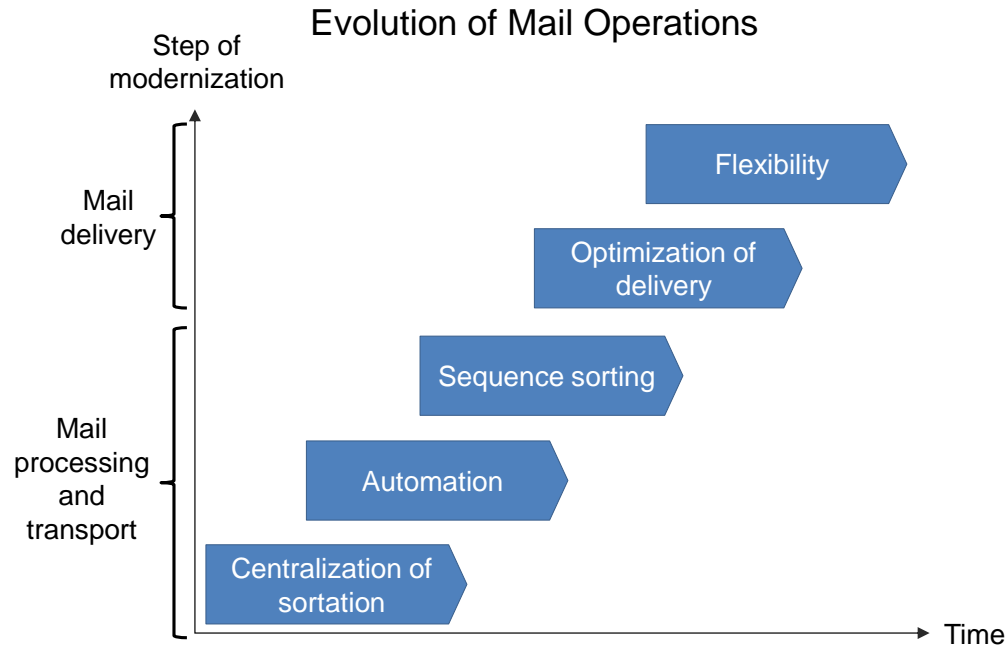 Evolution of Mail Operations
Step of
modernization
Mail
delivery
Flexibility
Optimization of
delivery
Mail
processing
and
transport
Sequence sorting
Automation
Centralization of
sortation
Time